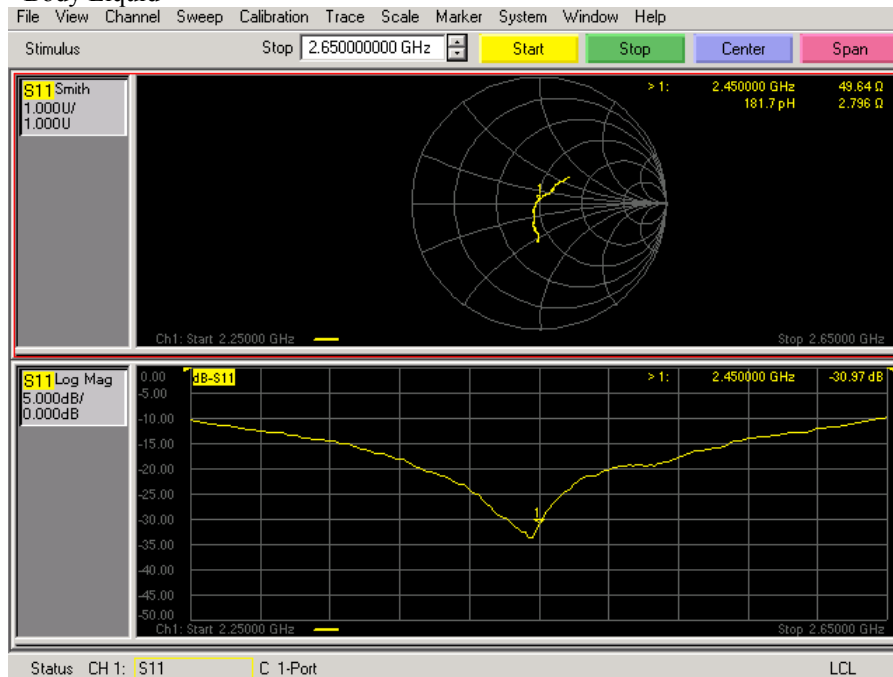 Body Liquid
File View Channel Sweep Calibration Trace Scale Marker System Window Help
Stimulus Stop 2.650000000 GHz Start Stop Center Span
S11 Smith
1.000U/
1.000U
> 1: 2.450000 GHz 49.64 Ω
181.7 pH 2.796 Ω
1
Ch1: Start 2.25000 GHz Stop 2.65000 GHz
S11 Log Mag
5.000dB/
0.000dB
0.00 dB-S11 > 1: 2.450000 GHz -30.97 dB
-5.00
-10.00
-15.00
-20.00
-25.00
-30.00
1
-35.00
-40.00
-45.00
-50.00
Ch1: Start 2.25000 GHz Stop 2.65000 GHz
Status CH 1: S11 C 1-Port LCL